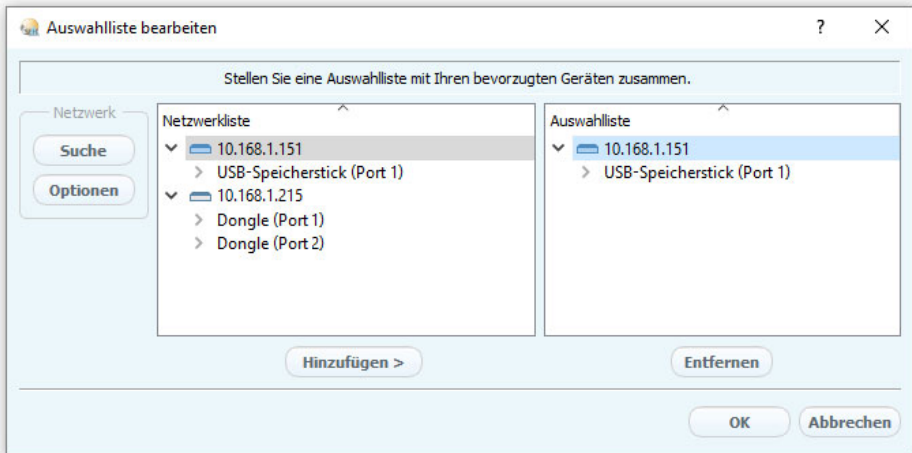 Auswahlliste bearbeiten
Stellen Sie eine Auswahlliste mit Ihren bevorzugten Geräten zusammen.
Netzwerk
Suche
Optionen
Netzwerkliste
10.168.1.151
USB-Speicherstick (Port 1)
10.168.1.215
Dongle (Port 1)
Dongle (Port 2)
Hinzufügen >
Auswahlliste
10.168.1.151
USB-Speicherstick (Port 1)
Entfernen
OK
Abbrechen